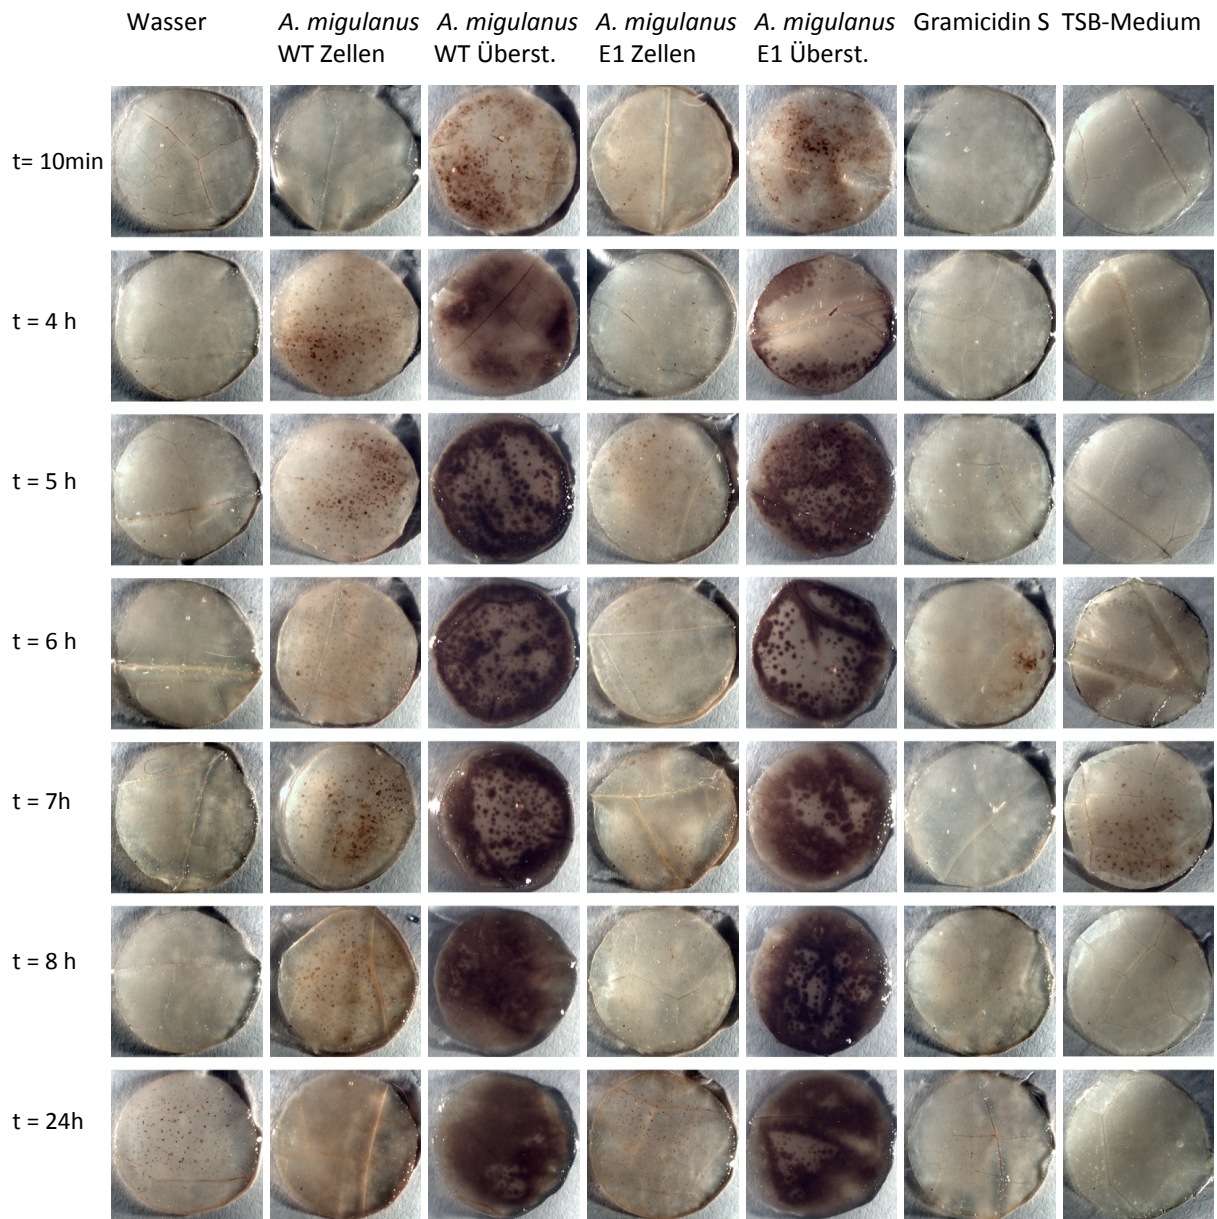 Wasser A. migulanus A. migulanus A. migulanus A. migulanus Gramicidin S TSB-Medium
WT Zellen WT Überst. E1 Zellen E1 Überst.
t= 10min
t = 4 h
t = 5 h
t = 6 h
t = 7h
t = 8 h
t = 24h